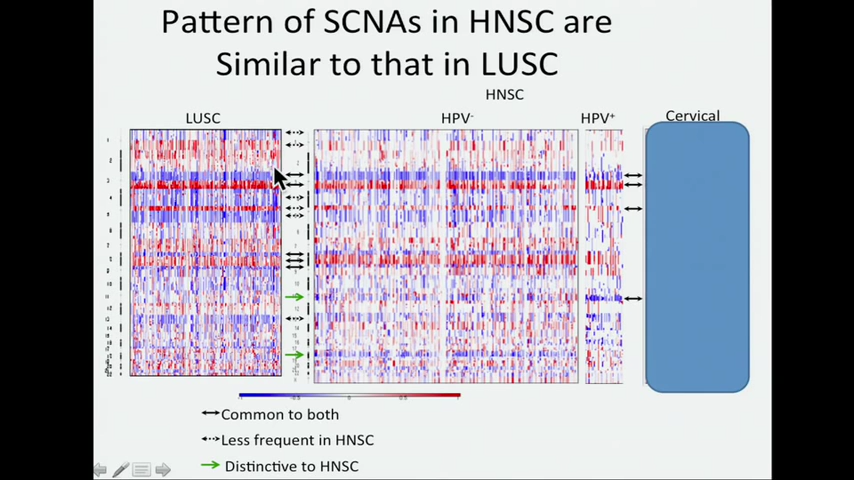 Pattern of SCNAs in HNSC are
Similar to that in LUSC
HNSC
LUSC
HPV-
HPV+
Cervical
Common to both
Less frequent in HNSC
Distinctive to HNSC